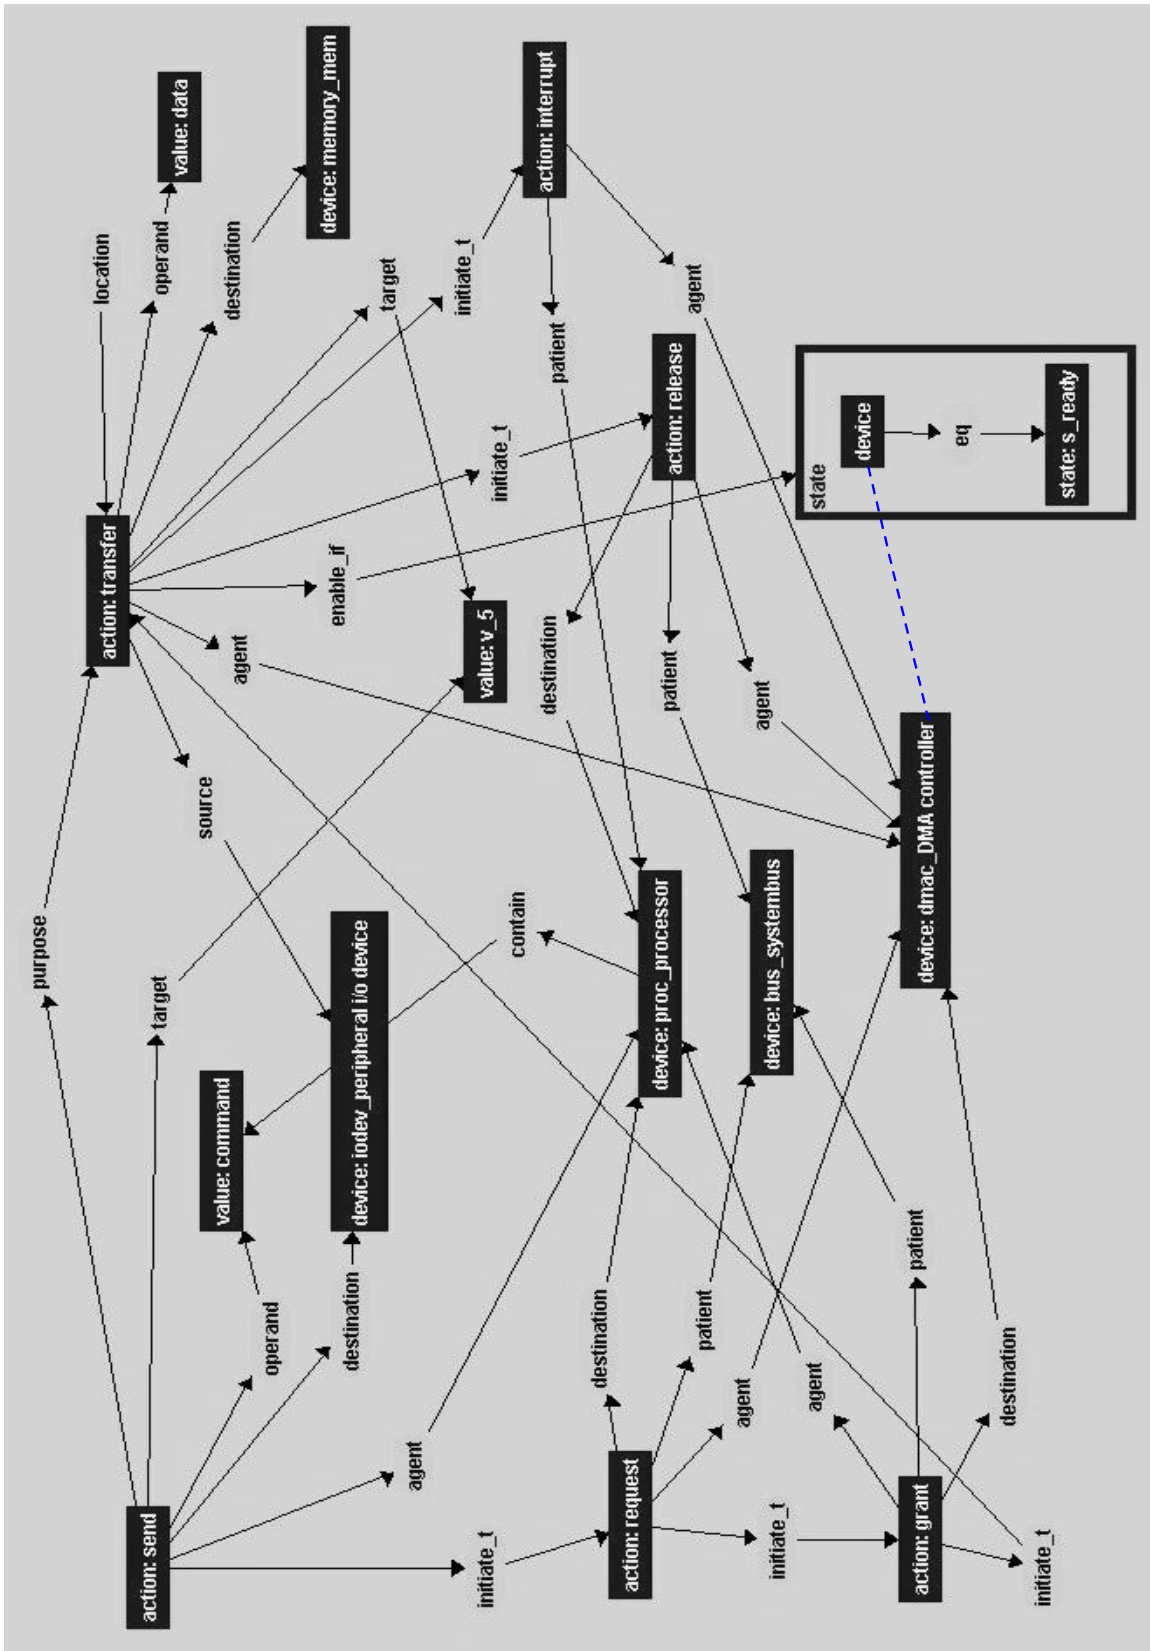 action: send
purpose
target
operand
destination
agent
initiate_t
value: command
device: iodev_peripheral i/o device
contain
source
action: transfer
location
operand
value: data
destination
device: memory_mem
target
initiate_t
action: interrupt
initiate_t
enable_if
agent
value: v_5
patient
agent
action: release
destination
patient
agent
state
device
eq
state: s_ready
action: request
destination
patient
agent
initiate_t
device: proc_processor
device: bus_systembus
device: dmac_DMA controller
action: grant
agent
patient
destination
initiate_t